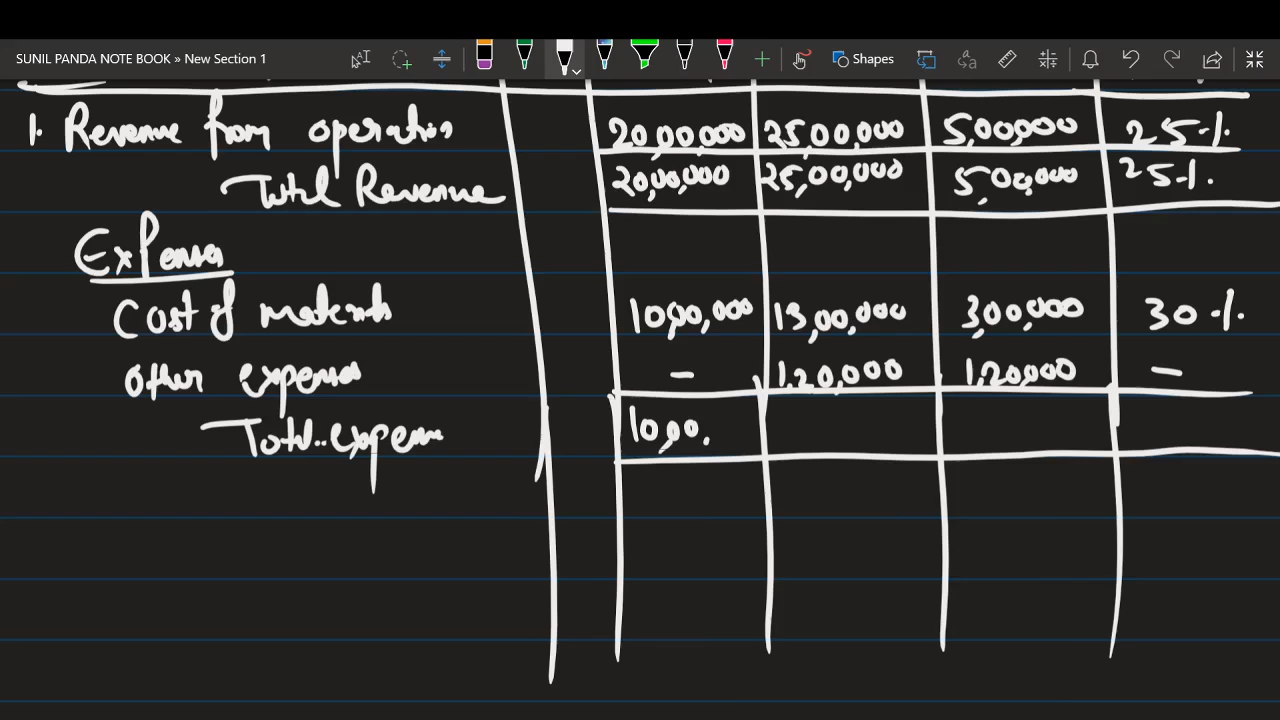 SUNIL PANDA NOTE BOOK » New Section 1 Shapes
1. Revenue from operation 20,00,000 25,00,000 5,00,000 25%
Total Revenue 20,00,000 25,00,000 5,00,000 25%
Expenses
Cost of materials 10,00,000 13,00,000 3,00,000 30%
Other expenses - 1,20,000 1,20,000 -
Total expense 10,00,